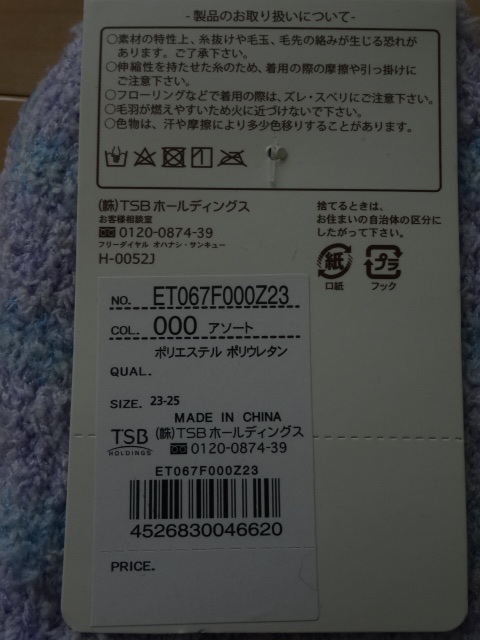 - 製品のお取り扱いについて -
○素材の特性上、糸抜けや毛玉、毛先の絡みが生じる恐れが
あります。ご了承下さい。
○伸縮性を持たせた糸のため、着用の際の摩擦や引っ掛けに
ご注意下さい。
○フローリングなどで着用の際は、ズレ・スベリにご注意下さい。
○毛羽が燃えやすいため火に近づけないで下さい。
○色物は、汗や摩擦により多少色移りすることがあります。
(株)TSBホールディングス
お客様相談室
0120-0874-39
フリーダイヤル オハナシ・サンキュー
H-0052J
捨てるときは、
お住まいの自治体の区分に
したがって下さい。
紙 プラ
口紙 フック
NO. ET067F000Z23
COL. 000 アソート
ポリエステル ポリウレタン
QUAL.
SIZE. 23-25
MADE IN CHINA
TSB HOLDINGS (株)TSBホールディングス
0120-0874-39
ET067F000Z23
4526830046620
PRICE.